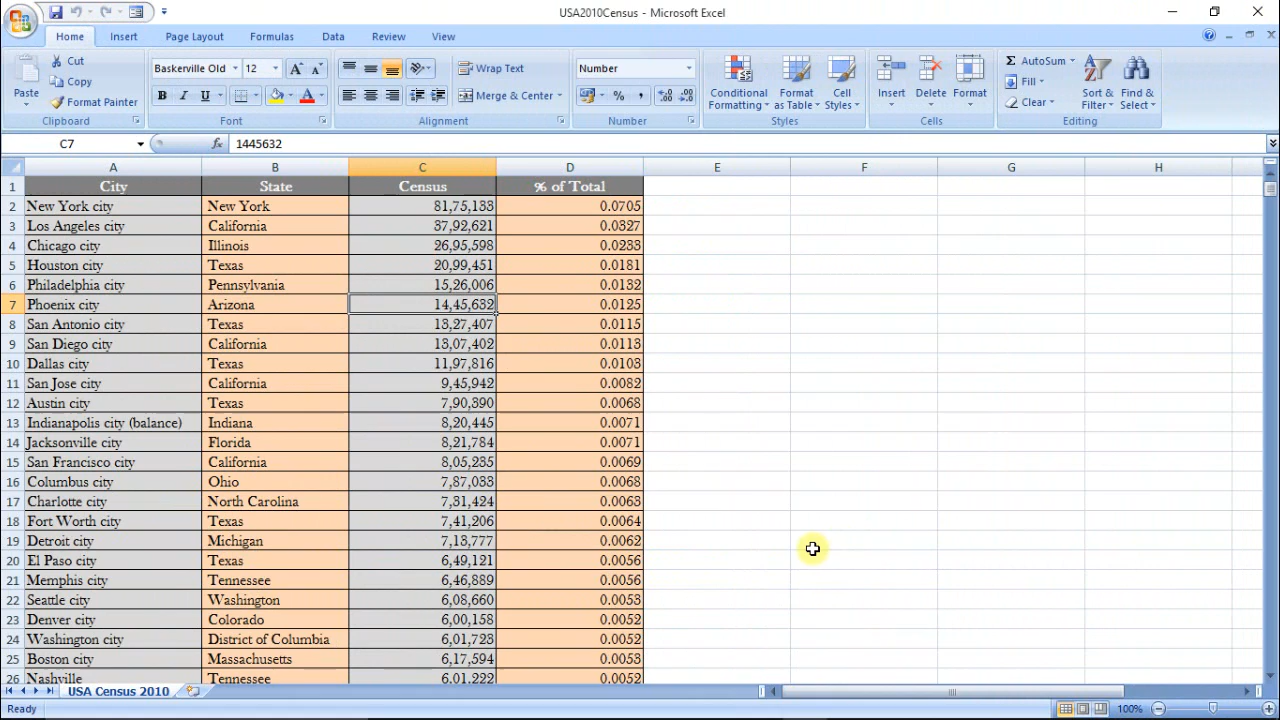 USA2010Census - Microsoft Excel
Home Insert Page Layout Formulas Data Review View
Paste
Cut
Copy
Format Painter
Clipboard
Baskerville Old 12
B I U
Font
Wrap Text
Merge & Center
Alignment
Number
Number
Conditional Formatting
Format as Table
Cell Styles
Styles
Insert Delete Format
Cells
Σ AutoSum
Fill
Clear
Sort & Filter
Find & Select
Editing
C7 fx 1445632
A B C D E F G H
1 City State Census % of Total
2 New York city New York 81,75,133 0.0705
3 Los Angeles city California 37,92,621 0.0327
4 Chicago city Illinois 26,95,598 0.0233
5 Houston city Texas 20,99,451 0.0181
6 Philadelphia city Pennsylvania 15,26,006 0.0132
7 Phoenix city Arizona 14,45,632 0.0125
8 San Antonio city Texas 13,27,407 0.0115
9 San Diego city California 13,07,402 0.0113
10 Dallas city Texas 11,97,816 0.0103
11 San Jose city California 9,45,942 0.0082
12 Austin city Texas 7,90,390 0.0068
13 Indianapolis city (balance) Indiana 8,20,445 0.0071
14 Jacksonville city Florida 8,21,784 0.0071
15 San Francisco city California 8,05,235 0.0069
16 Columbus city Ohio 7,87,033 0.0068
17 Charlotte city North Carolina 7,31,424 0.0063
18 Fort Worth city Texas 7,41,206 0.0064
19 Detroit city Michigan 7,13,777 0.0062
20 El Paso city Texas 6,49,121 0.0056
21 Memphis city Tennessee 6,46,889 0.0056
22 Seattle city Washington 6,08,660 0.0053
23 Denver city Colorado 6,00,158 0.0052
24 Washington city District of Columbia 6,01,723 0.0052
25 Boston city Massachusetts 6,17,594 0.0053
26 Nashville Tennessee 6,01,222 0.0052
USA Census 2010
Ready 100%